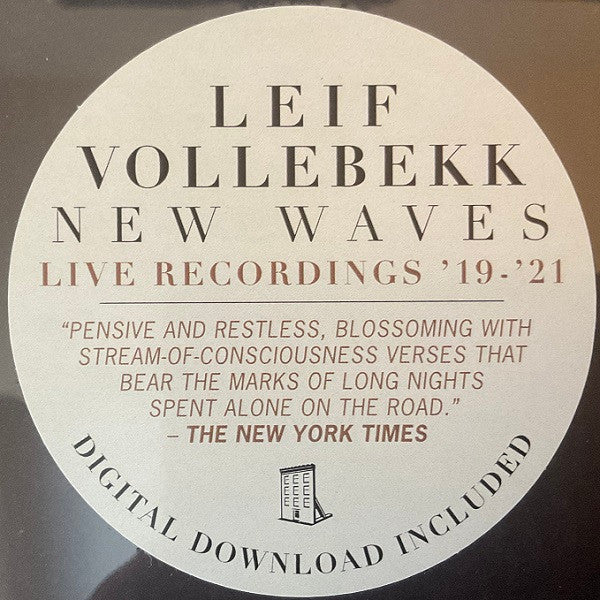 LEIF
VOLLEBEKK
NEW WAVES
LIVE RECORDINGS ’19-’21
“PENSIVE AND RESTLESS, BLOSSOMING WITH
STREAM-OF-CONSCIOUSNESS VERSES THAT
BEAR THE MARKS OF LONG NIGHTS
SPENT ALONE ON THE ROAD.”
– THE NEW YORK TIMES
DIGITAL DOWNLOAD INCLUDED